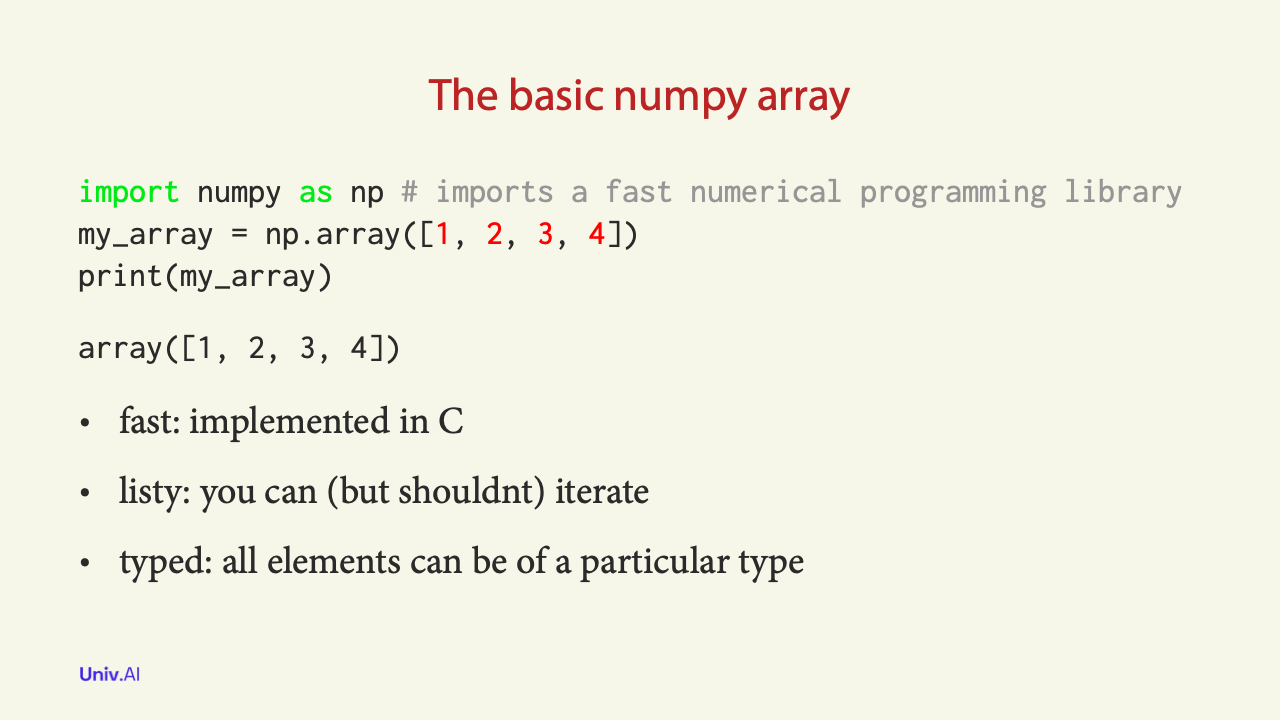 The basic numpy array
import numpy as np # imports a fast numerical programming library
my_array = np.array([1, 2, 3, 4])
print(my_array)
array([1, 2, 3, 4])
• fast: implemented in C
• listy: you can (but shouldnt) iterate
• typed: all elements can be of a particular type
Univ.AI